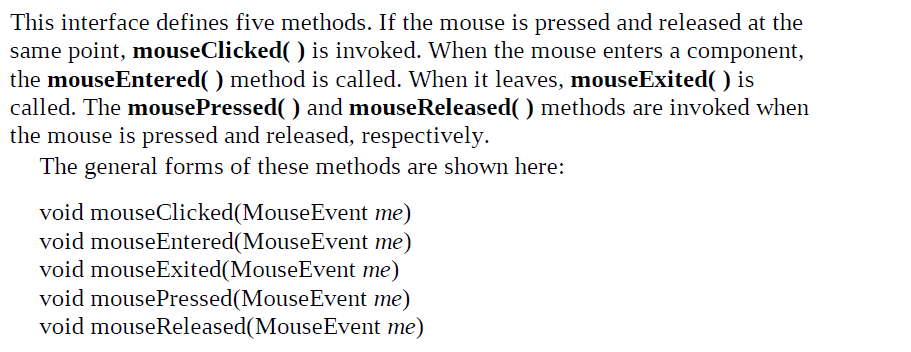 This interface defines five methods. If the mouse is pressed and released at the
same point, mouseClicked( ) is invoked. When the mouse enters a component,
the mouseEntered( ) method is called. When it leaves, mouseExited( ) is
called. The mousePressed( ) and mouseReleased( ) methods are invoked when
the mouse is pressed and released, respectively.
The general forms of these methods are shown here:
void mouseClicked(MouseEvent me)
void mouseEntered(MouseEvent me)
void mouseExited(MouseEvent me)
void mousePressed(MouseEvent me)
void mouseReleased(MouseEvent me)